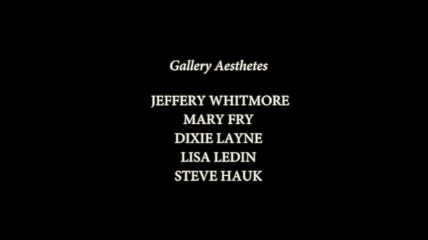 Gallery Aesthetes
JEFFERY WHITMORE
MARY FRY
DIXIE LAYNE
LISA LEDIN
STEVE HAUK